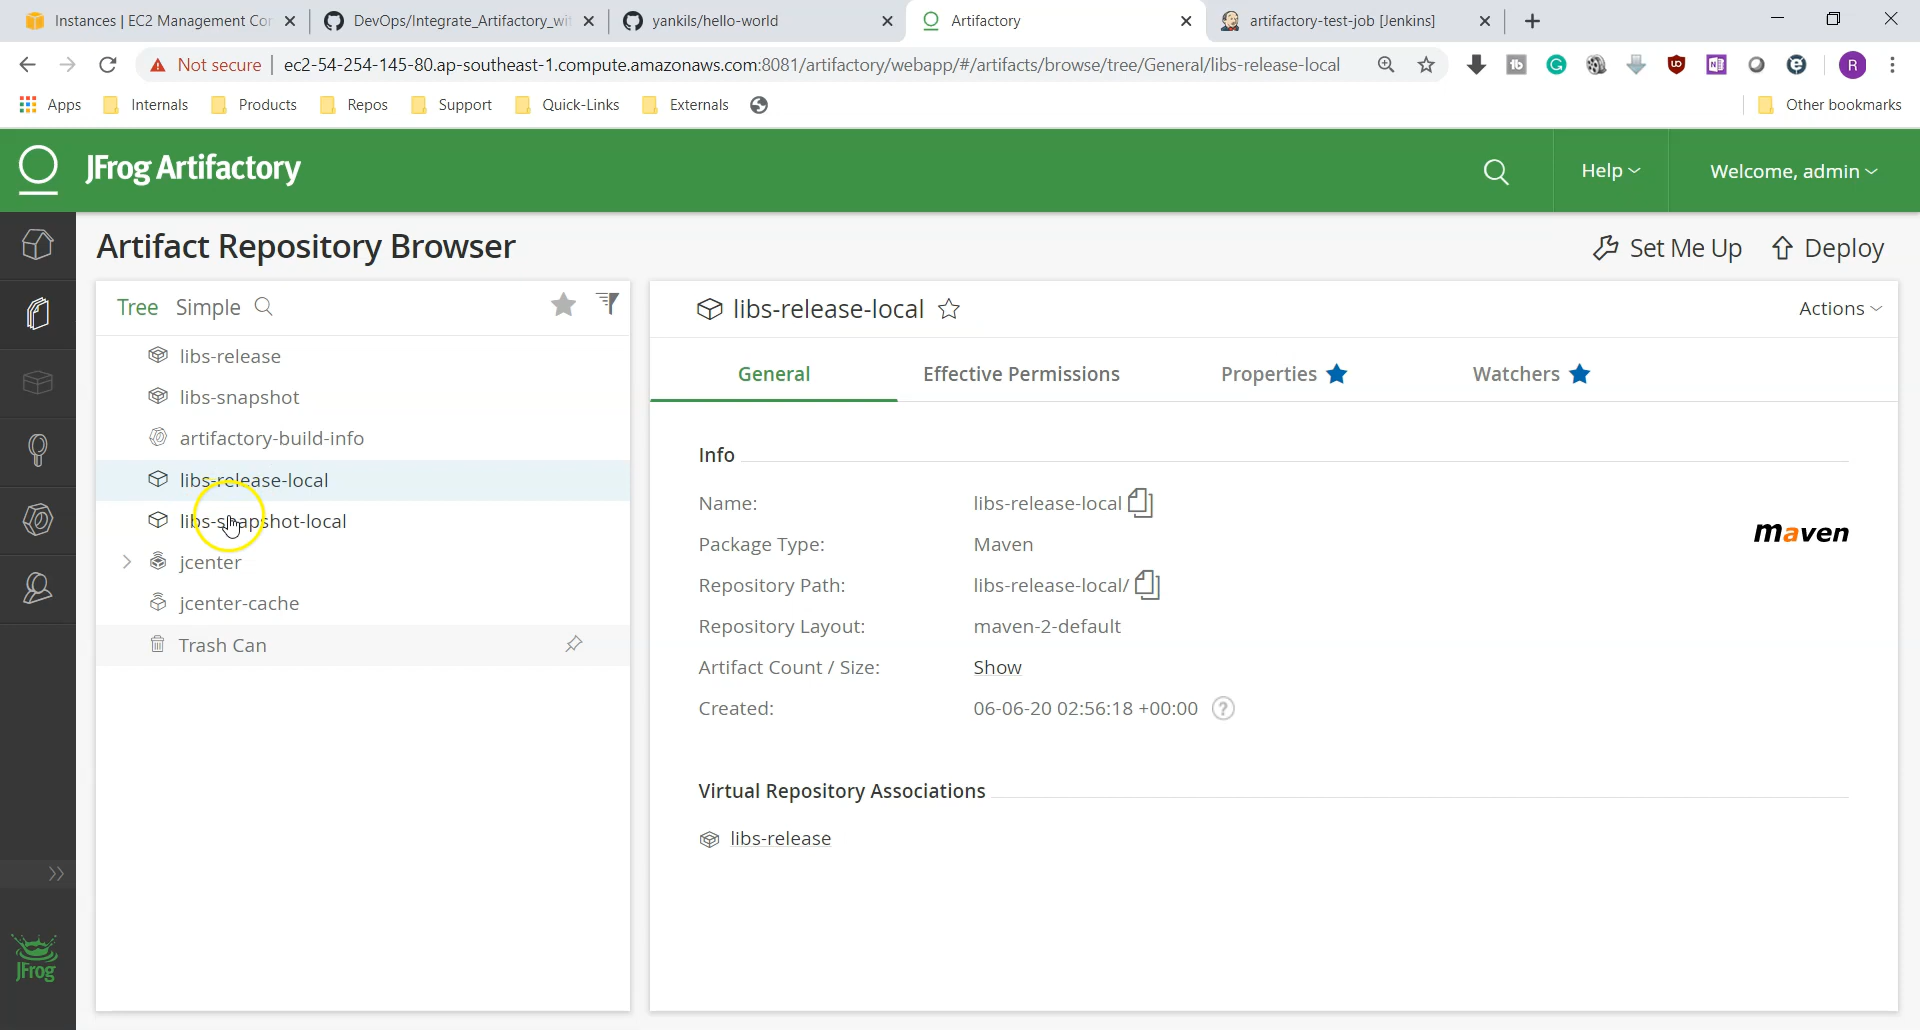 Instances | EC2 Management Con
DevOps/Integrate_Artifactory_wit
yankils/hello-world
Artifactory
artifactory-test-job [Jenkins]
Not secure | ec2-54-254-145-80.ap-southeast-1.compute.amazonaws.com:8081/artifactory/webapp/#/artifacts/browse/tree/General/libs-release-local
Apps
Internals
Products
Repos
Support
Quick-Links
Externals
Other bookmarks
JFrog Artifactory
Help
Welcome, admin
Artifact Repository Browser
Set Me Up
Deploy
Tree Simple
libs-release
libs-snapshot
artifactory-build-info
libs-release-local
libs-snapshot-local
jcenter
jcenter-cache
Trash Can
libs-release-local
Actions
General
Effective Permissions
Properties
Watchers
Info
Name: libs-release-local
Package Type: Maven
Repository Path: libs-release-local/
Repository Layout: maven-2-default
Artifact Count / Size: Show
Created: 06-06-20 02:56:18 +00:00 ?
maven
Virtual Repository Associations
libs-release
JFrog